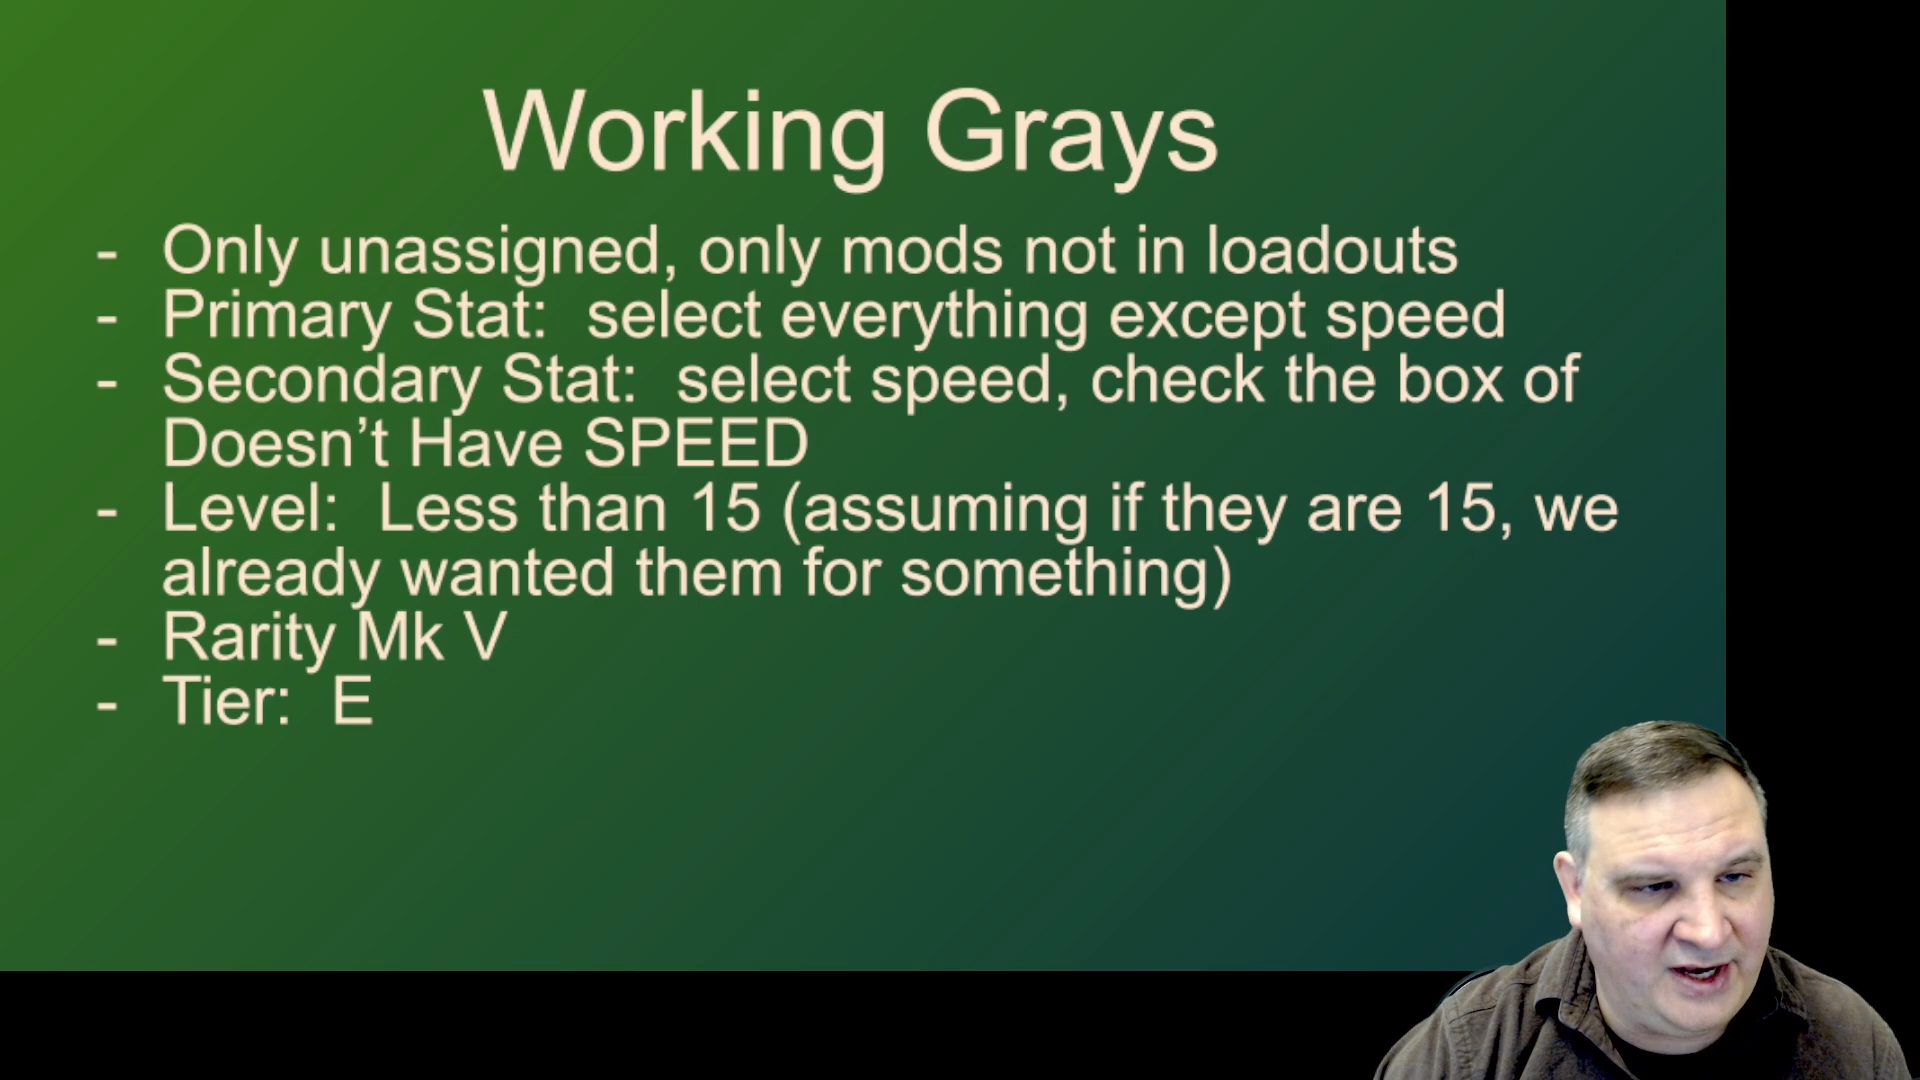 Working Grays
- Only unassigned, only mods not in loadouts
- Primary Stat:  select everything except speed
- Secondary Stat:  select speed, check the box of
Doesn’t Have SPEED
- Level:  Less than 15 (assuming if they are 15, we
already wanted them for something)
- Rarity Mk V
- Tier:  E